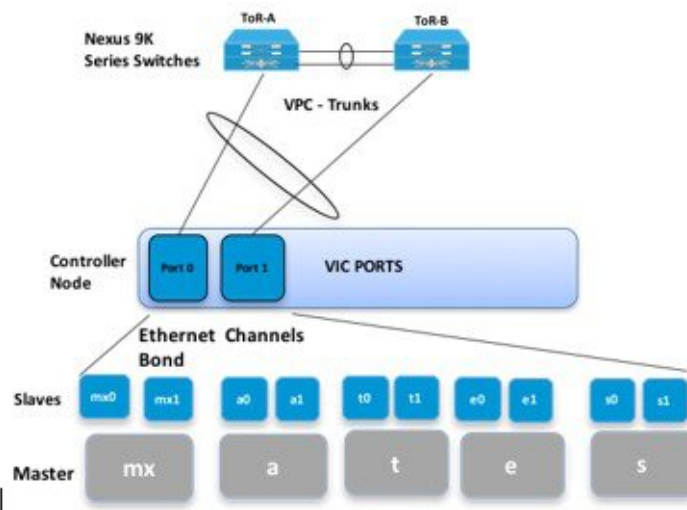 ToR-A
ToR-B
Nexus 9K
Series Switches
VPC - Trunks
Controller
Node
Port 0
Port 1
VIC PORTS
Ethernet Channels
Bond
Slaves
mx0
mx1
a0
a1
t0
t1
e0
e1
s0
s1
Master
mx
a
t
e
s